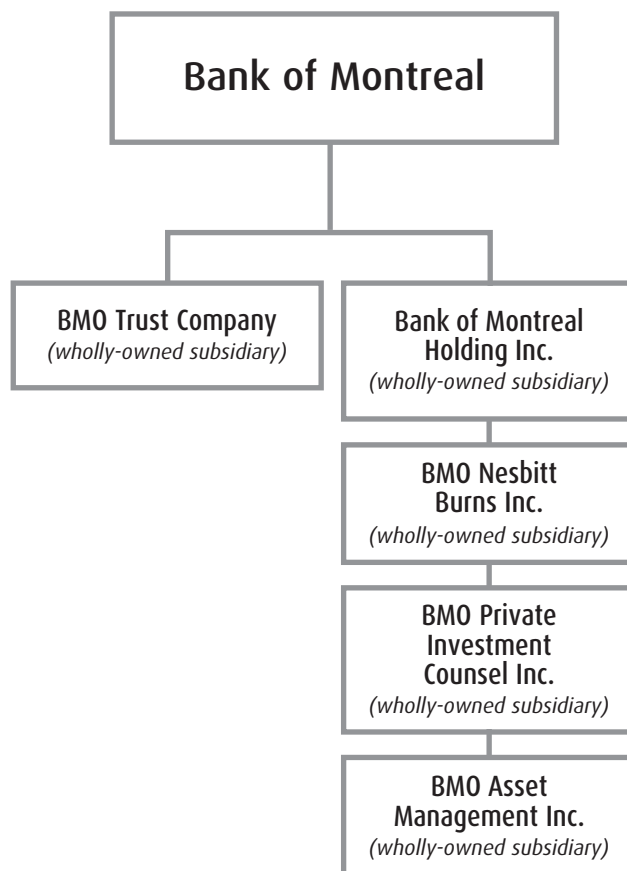 Bank of Montreal
BMO Trust Company
(wholly-owned subsidiary)
Bank of Montreal
Holding Inc.
(wholly-owned subsidiary)
BMO Nesbitt
Burns Inc.
(wholly-owned subsidiary)
BMO Private
Investment
Counsel Inc.
(wholly-owned subsidiary)
BMO Asset
Management Inc.
(wholly-owned subsidiary)